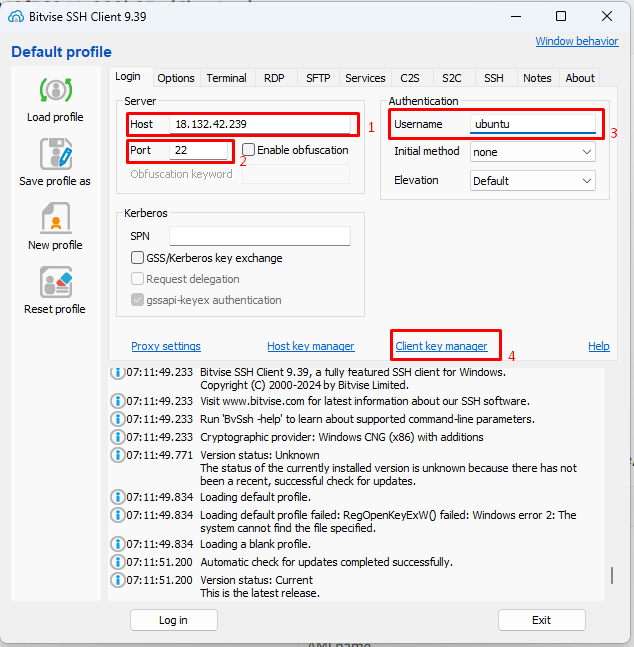 Bitvise SSH Client 9.39
Default profile
Window behavior
Load profile
Save profile as
New profile
Reset profile
Login Options Terminal RDP SFTP Services C2S S2C SSH Notes About
Server
Host 18.132.42.239 1
Port 22 2 Enable obfuscation
Obfuscation keyword
Authentication
Username ubuntu 3
Initial method none
Elevation Default
Kerberos
SPN
GSS/Kerberos key exchange
Request delegation
gssapi-keyex authentication
Proxy settings Host key manager Client key manager 4 Help
07:11:49.233 Bitvise SSH Client 9.39, a fully featured SSH client for Windows.
Copyright (C) 2000-2024 by Bitvise Limited.
07:11:49.233 Visit www.bitvise.com for latest information about our SSH software.
07:11:49.233 Run 'BvSsh -help' to learn about supported command-line parameters.
07:11:49.233 Cryptographic provider: Windows CNG (x86) with additions
07:11:49.771 Version status: Unknown
The status of the currently installed version is unknown because there has not
been a recent, successful check for updates.
07:11:49.834 Loading default profile.
07:11:49.834 Loading default profile failed: RegOpenKeyExW() failed: Windows error 2: The
system cannot find the file specified.
07:11:49.834 Loading a blank profile.
07:11:51.200 Automatic check for updates completed successfully.
07:11:51.200 Version status: Current
This is the latest release.
Log in Exit
AMI name